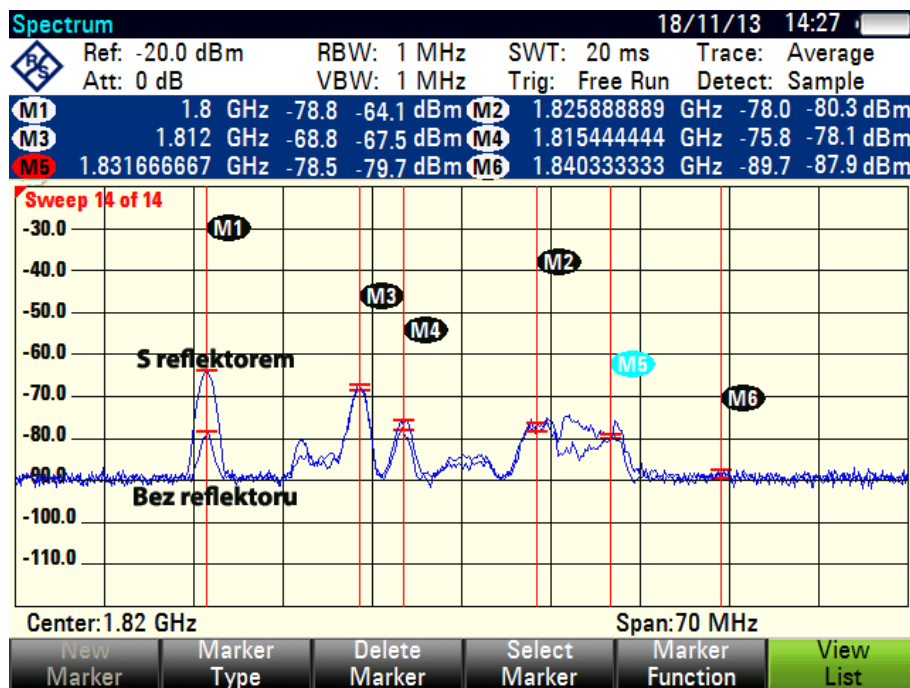 Spectrum 18/11/13 14:27
Ref: -20.0 dBm RBW: 1 MHz SWT: 20 ms Trace: Average
Att: 0 dB VBW: 1 MHz Trig: Free Run Detect: Sample
M1 1.8 GHz -78.8 -64.1 dBm M2 1.825888889 GHz -78.0 -80.3 dBm
M3 1.812 GHz -68.8 -67.5 dBm M4 1.815444444 GHz -75.8 -78.1 dBm
M5 1.831666667 GHz -78.5 -79.7 dBm M6 1.840333333 GHz -89.7 -87.9 dBm
Sweep 14 of 14
-30.0 M1
-40.0 M2
-50.0 M3
M4
-60.0 S reflektorem M5
-70.0 M6
-80.0
-90.0
Bez reflektoru
-100.0
-110.0
Center:1.82 GHz Span:70 MHz
New Marker Delete Select Marker View
Marker Type Marker Marker Function List